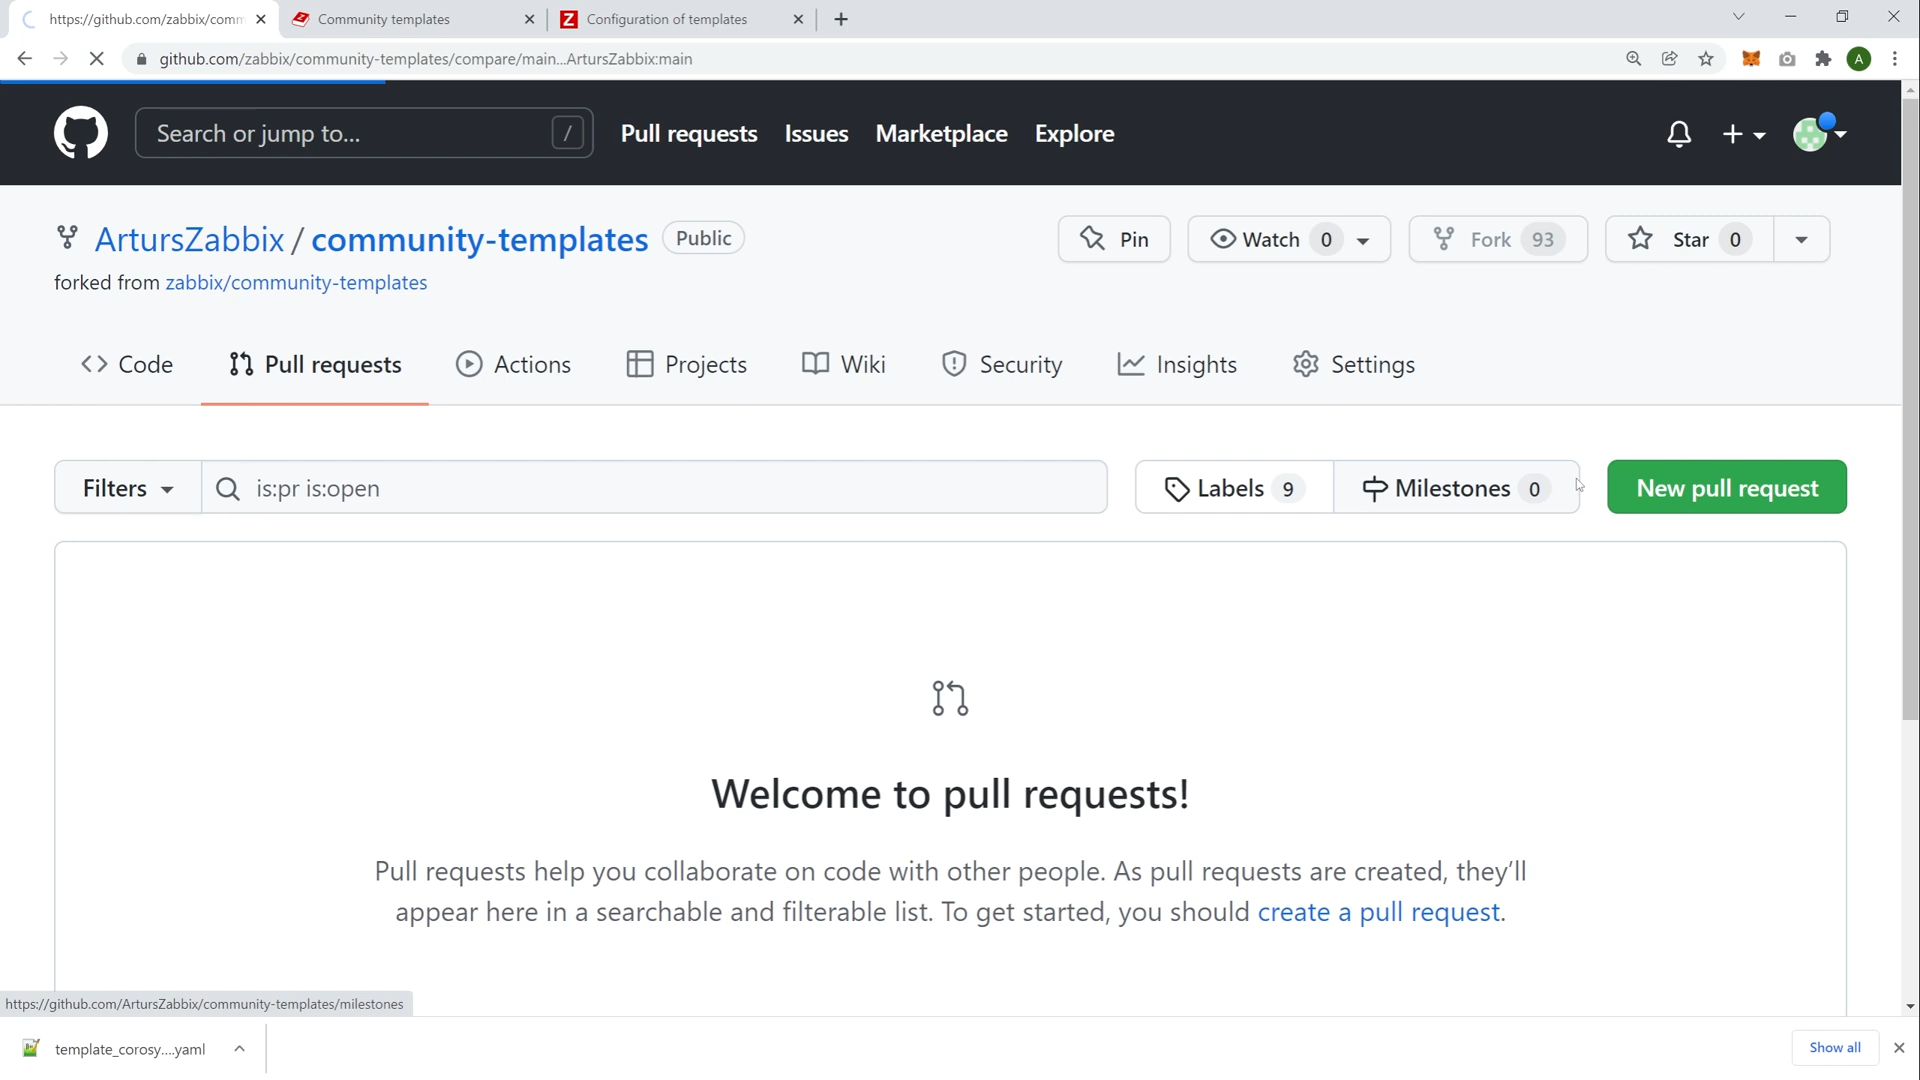 https://github.com/zabbix/comm
Community templates
Configuration of templates
github.com/zabbix/community-templates/compare/main...ArtursZabbix:main
A
Search or jump to...
/
Pull requests
Issues
Marketplace
Explore
ArtursZabbix / community-templates
Public
Pin
Watch 0
Fork 93
Star 0
forked from zabbix/community-templates
Code
Pull requests
Actions
Projects
Wiki
Security
Insights
Settings
Filters
is:pr is:open
Labels 9
Milestones 0
New pull request
Welcome to pull requests!
Pull requests help you collaborate on code with other people. As pull requests are created, they’ll
appear here in a searchable and filterable list. To get started, you should create a pull request.
https://github.com/ArtursZabbix/community-templates/milestones
template_corosy....yaml
Show all